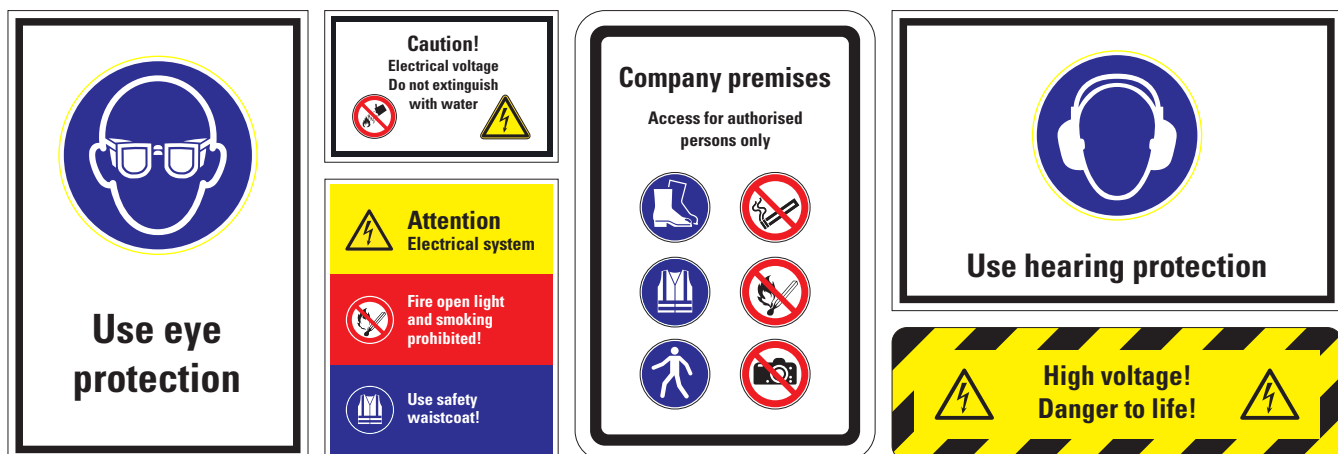 Use eye
protection
Caution!
Electrical voltage
Do not extinguish
with water
Attention
Electrical system
Fire open light
and smoking
prohibited!
Use safety
waistcoat!
Company premises
Access for authorised
persons only
Use hearing protection
High voltage!
Danger to life!